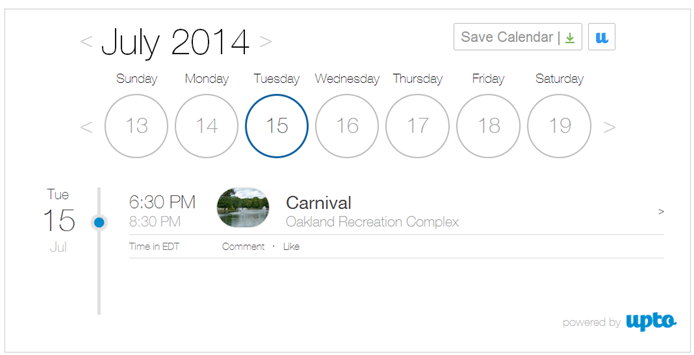 < July 2014 >
Save Calendar |
u
Sunday Monday Tuesday Wednesday Thursday Friday Saturday
< 13 14 15 16 17 18 19 >
Tue
15
Jul
6:30 PM
8:30 PM
Carnival
Oakland Recreation Complex
>
Time in EDT Comment · Like
powered by upto